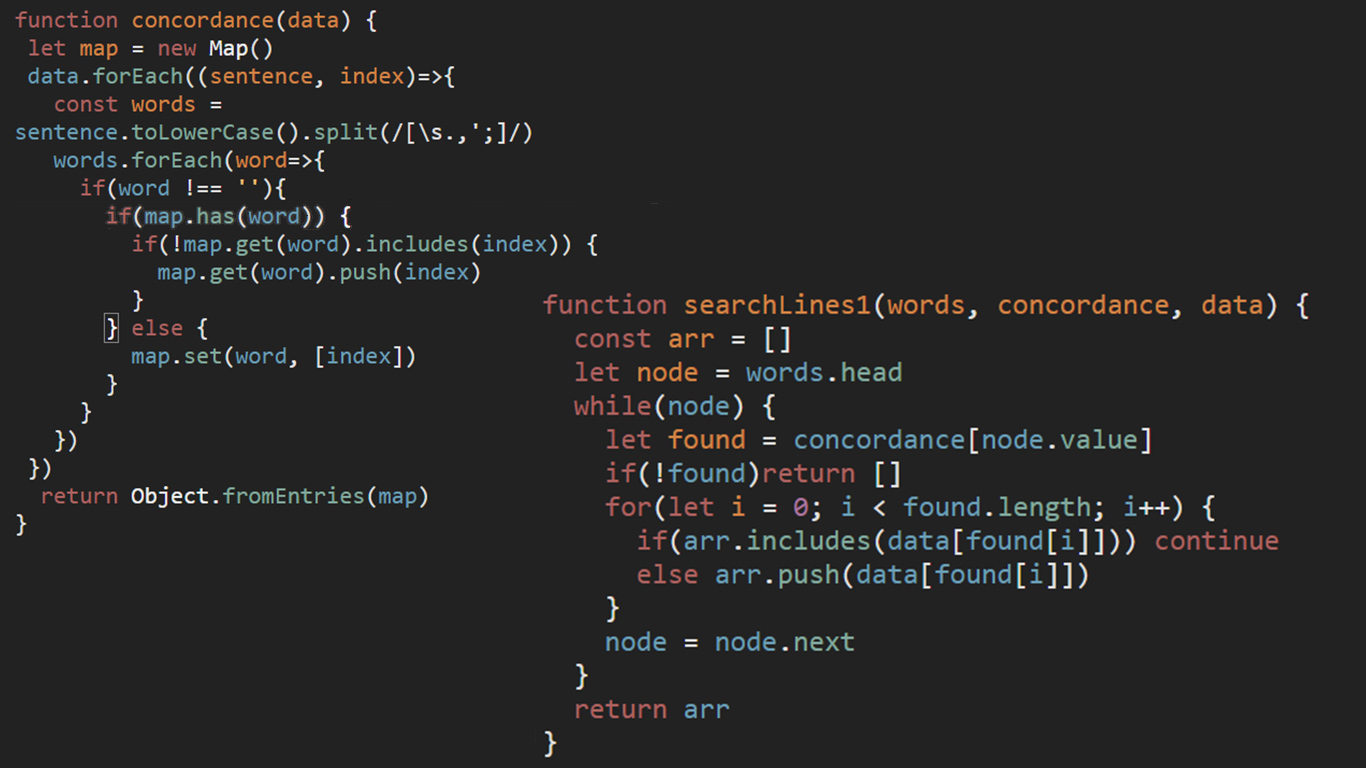 function concordance(data) {
let map = new Map()
data.forEach((sentence, index)=>{
const words =
sentence.toLowerCase().split(/[\s.,';]/)
words.forEach(word=>{
if(word !== ''){
if(map.has(word)) {
if(!map.get(word).includes(index)) {
map.get(word).push(index)
}
} else {
map.set(word, [index])
}
}
})
})
return Object.fromEntries(map)
}
function searchLines1(words, concordance, data) {
const arr = []
let node = words.head
while(node) {
let found = concordance[node.value]
if(!found)return []
for(let i = 0; i < found.length; i++) {
if(arr.includes(data[found[i]])) continue
else arr.push(data[found[i]])
}
node = node.next
}
return arr
}